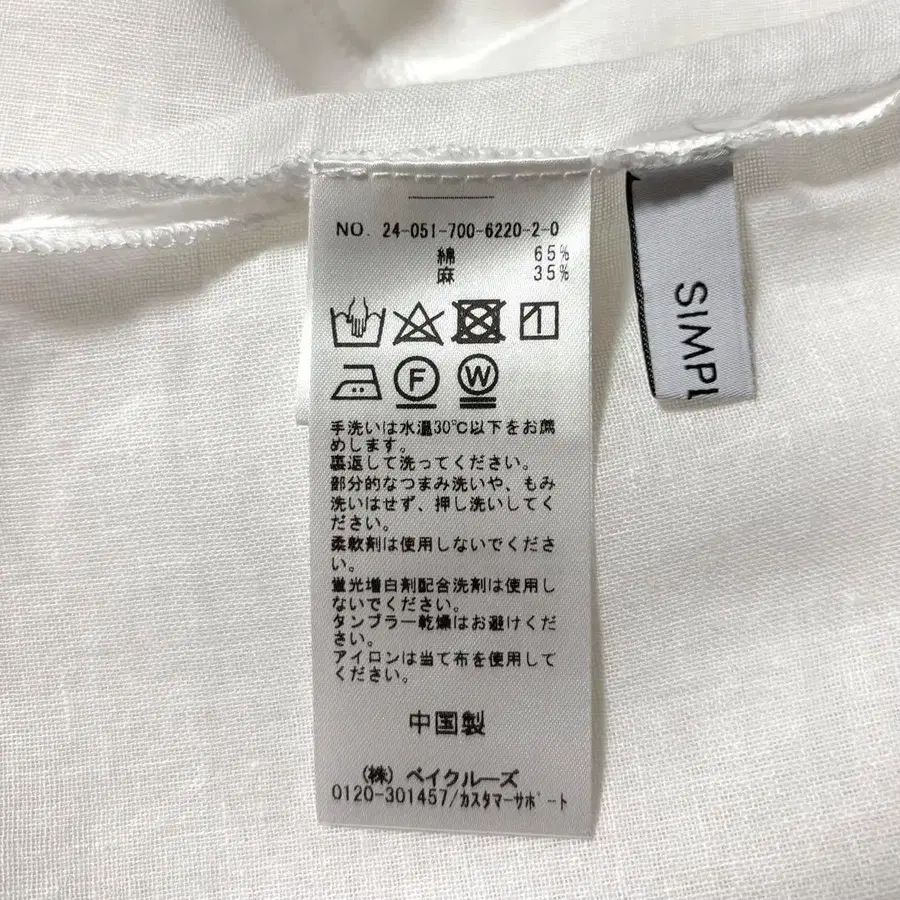 NO. 24-051-700-6220-2-0
綿 65%
麻 35%
F W
手洗いは水温30℃以下をお薦
めします。
裏返して洗ってください。
部分的なつまみ洗いや、もみ
洗いはせず、押し洗いしてく
ださい。
柔軟剤は使用しないでくださ
い。
蛍光増白剤配合洗剤は使用し
ないでください。
タンブラー乾燥はお避けくだ
さい。
アイロンは当て布を使用して
ください。
中国製
(株) ベイクルーズ
0120-301457/カスタマーサポート
SIMPL